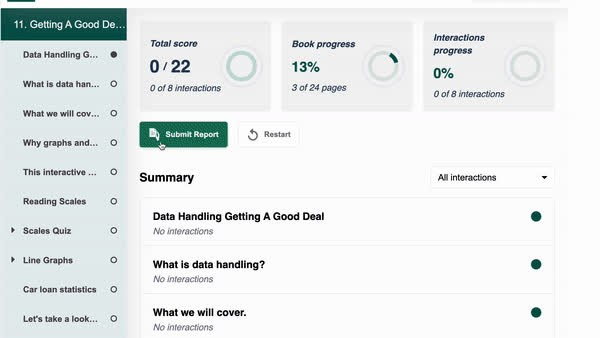 11. Getting A Good De...
Data Handling G...
What is data han...
What we will cov...
Why graphs and...
This interactive ...
Reading Scales
Scales Quiz
Line Graphs
Car loan statistics
Let's take a look...
Total score
0 / 22
0 of 8 interactions
Book progress
13%
3 of 24 pages
Interactions
progress
0%
0 of 8 interactions
Submit Report
Restart
Summary
All interactions
Data Handling Getting A Good Deal
No interactions
What is data handling?
No interactions
What we will cover.
No interactions